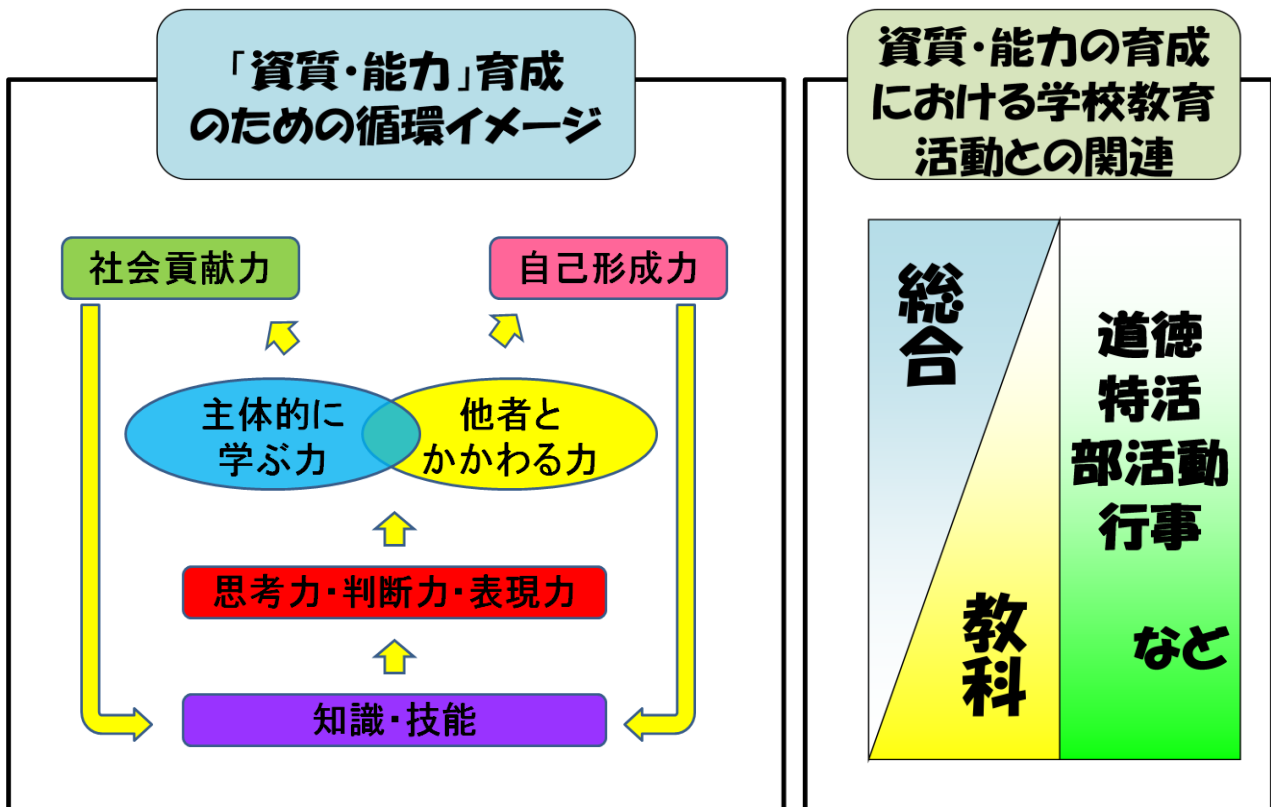 「資質・能力」育成
のための循環イメージ
社会貢献力
自己形成力
主体的に
学ぶ力
他者と
かかわる力
思考力・判断力・表現力
知識・技能
資質・能力の育成
における学校教育
活動との関連
総合
教科
道徳
特活
部活動
行事
など